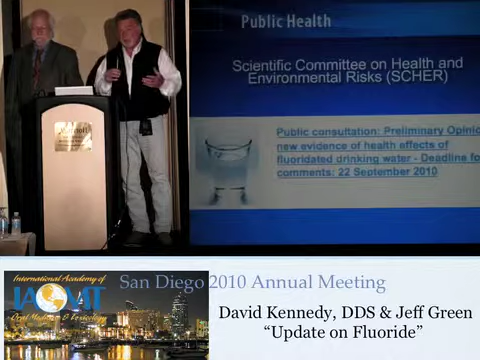 Public Health
Scientific Committee on Health and
Environmental Risks (SCHER)
Public consultation: Preliminary Opinio
new evidence of health effects of
fluoridated drinking water - Deadline fo
comments: 22 September 2010
San Diego 2010 Annual Meeting
International Academy of
IAOMT
Oral Medicine & Toxicology
David Kennedy, DDS & Jeff Green
“Update on Fluoride”